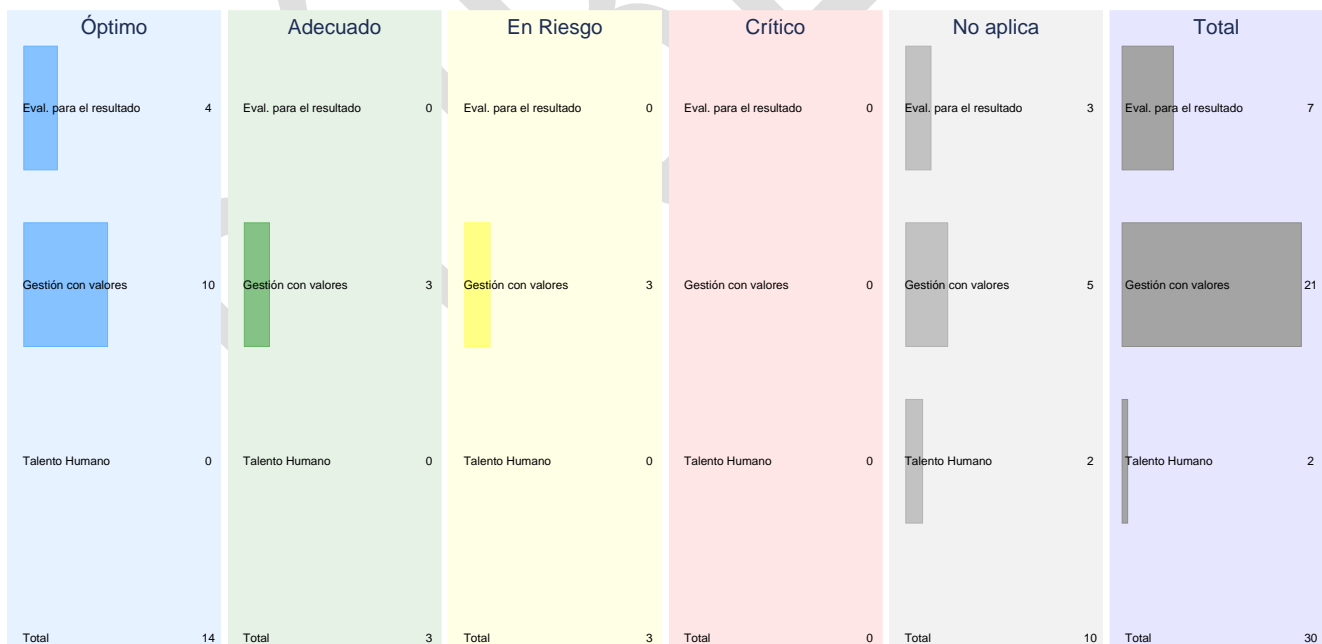 Óptimo Adecuado En Riesgo Crítico No aplica Total
Eval. para el resultado 4 Eval. para el resultado 0 Eval. para el resultado 0 Eval. para el resultado 0 Eval. para el resultado 3 Eval. para el resultado 7
Gestión con valores 10 Gestión con valores 3 Gestión con valores 3 Gestión con valores 0 Gestión con valores 5 Gestión con valores 21
Talento Humano 0 Talento Humano 0 Talento Humano 0 Talento Humano 0 Talento Humano 2 Talento Humano 2
Total 14 Total 3 Total 3 Total 0 Total 10 Total 30